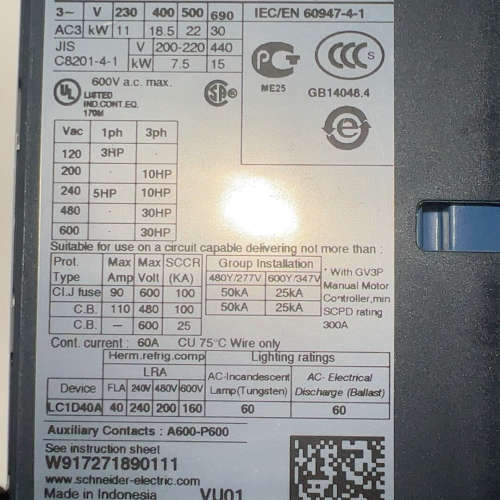 3~ V 230 400 500 690 IEC/EN 60947-4-1
AC3 kW 11 18.5 22 30
JIS V 200-220 440
C8201-4-1 kW 7.5 15
ME25 GB14048.4
CCC S
600V a.c. max.
UL LISTED
IND.CONT.EQ.
170M
Vac 1ph 3ph
120 3HP ·
200 · 10HP
240 5HP 10HP
480 · 30HP
600 · 30HP
Suitable for use on a circuit capable delivering not more than :
Prot. Max Max SCCR Group Installation
Type Amp Volt (KA) 480Y/277V 600Y/347V
Cl.J fuse 90 600 100 50kA 25kA
C.B. 110 480 100 50kA 25kA
C.B. — 600 25
* With GV3P
Manual Motor
Controller,min
SCPD rating
300A
Cont. current : 60A CU 75°C Wire only
Herm.refrig.comp Lighting ratings
LRA
Device FLA 240V 480V 600V AC-Incandescent Lamp(Tungsten) AC- Electrical Discharge (Ballast)
LC1D40A 40 240 200 160 60 60
Auxiliary Contacts : A600-P600
See instruction sheet
W917271890111
www.schneider-electric.com
Made in Indonesia VU01